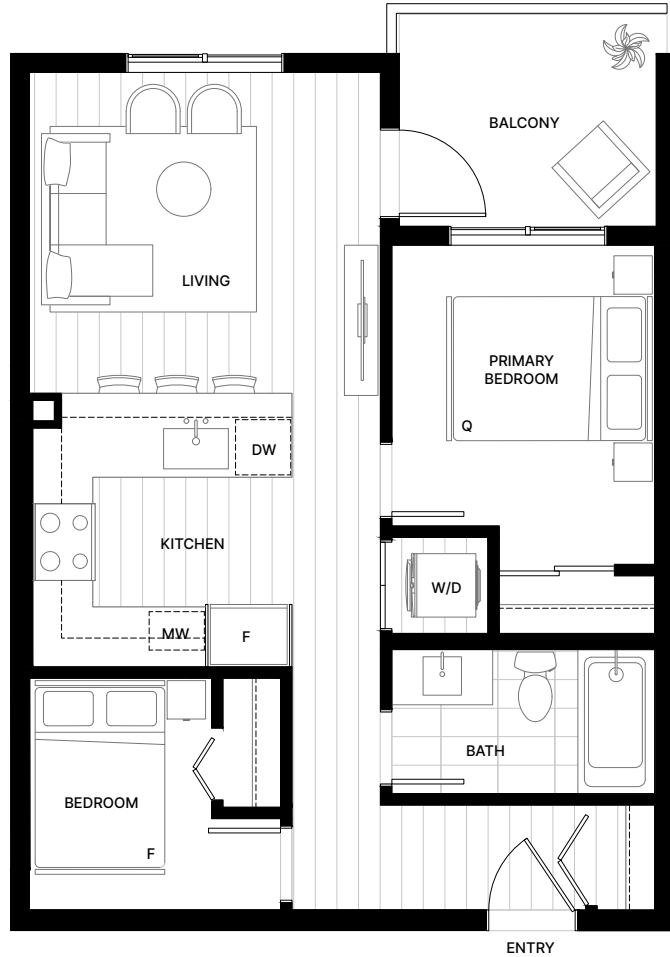 BALCONY
LIVING
PRIMARY
BEDROOM
Q
DW
KITCHEN
W/D
MW
F
BATH
BEDROOM
F
ENTRY